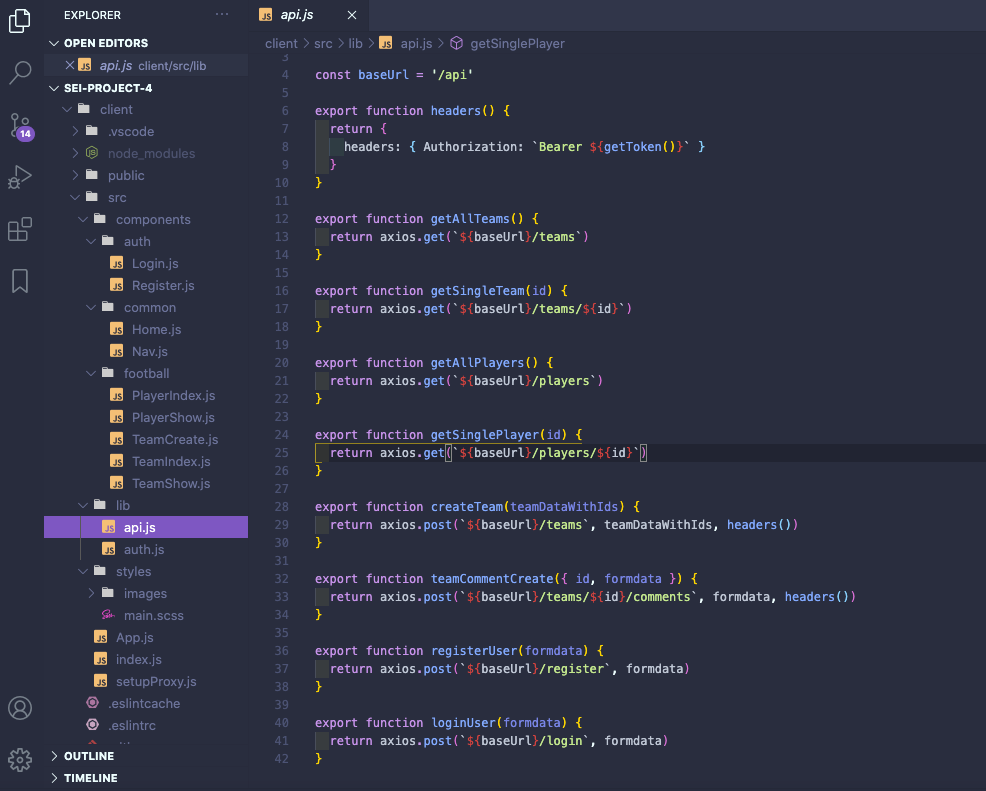 EXPLORER
OPEN EDITORS
JS api.js client/src/lib
SEI-PROJECT-4
client
.vscode
node_modules
public
src
components
auth
JS Login.js
JS Register.js
common
JS Home.js
JS Nav.js
football
JS PlayerIndex.js
JS PlayerShow.js
JS TeamCreate.js
JS TeamIndex.js
JS TeamShow.js
lib
JS api.js
JS auth.js
styles
images
main.scss
JS App.js
JS index.js
JS setupProxy.js
.eslintcache
.eslintrc
OUTLINE
TIMELINE
14
JS api.js
client > src > lib > JS api.js > getSinglePlayer
3
4 const baseUrl = '/api'
5
6 export function headers() {
7 return {
8 headers: { Authorization: `Bearer ${getToken()}` }
9 }
10 }
11
12 export function getAllTeams() {
13 return axios.get(`${baseUrl}/teams`)
14 }
15
16 export function getSingleTeam(id) {
17 return axios.get(`${baseUrl}/teams/${id}`)
18 }
19
20 export function getAllPlayers() {
21 return axios.get(`${baseUrl}/players`)
22 }
23
24 export function getSinglePlayer(id) {
25 return axios.get(`${baseUrl}/players/${id}`)
26 }
27
28 export function createTeam(teamDataWithIds) {
29 return axios.post(`${baseUrl}/teams`, teamDataWithIds, headers())
30 }
31
32 export function teamCommentCreate({ id, formdata }) {
33 return axios.post(`${baseUrl}/teams/${id}/comments`, formdata, headers())
34 }
35
36 export function registerUser(formdata) {
37 return axios.post(`${baseUrl}/register`, formdata)
38 }
39
40 export function loginUser(formdata) {
41 return axios.post(`${baseUrl}/login`, formdata)
42 }